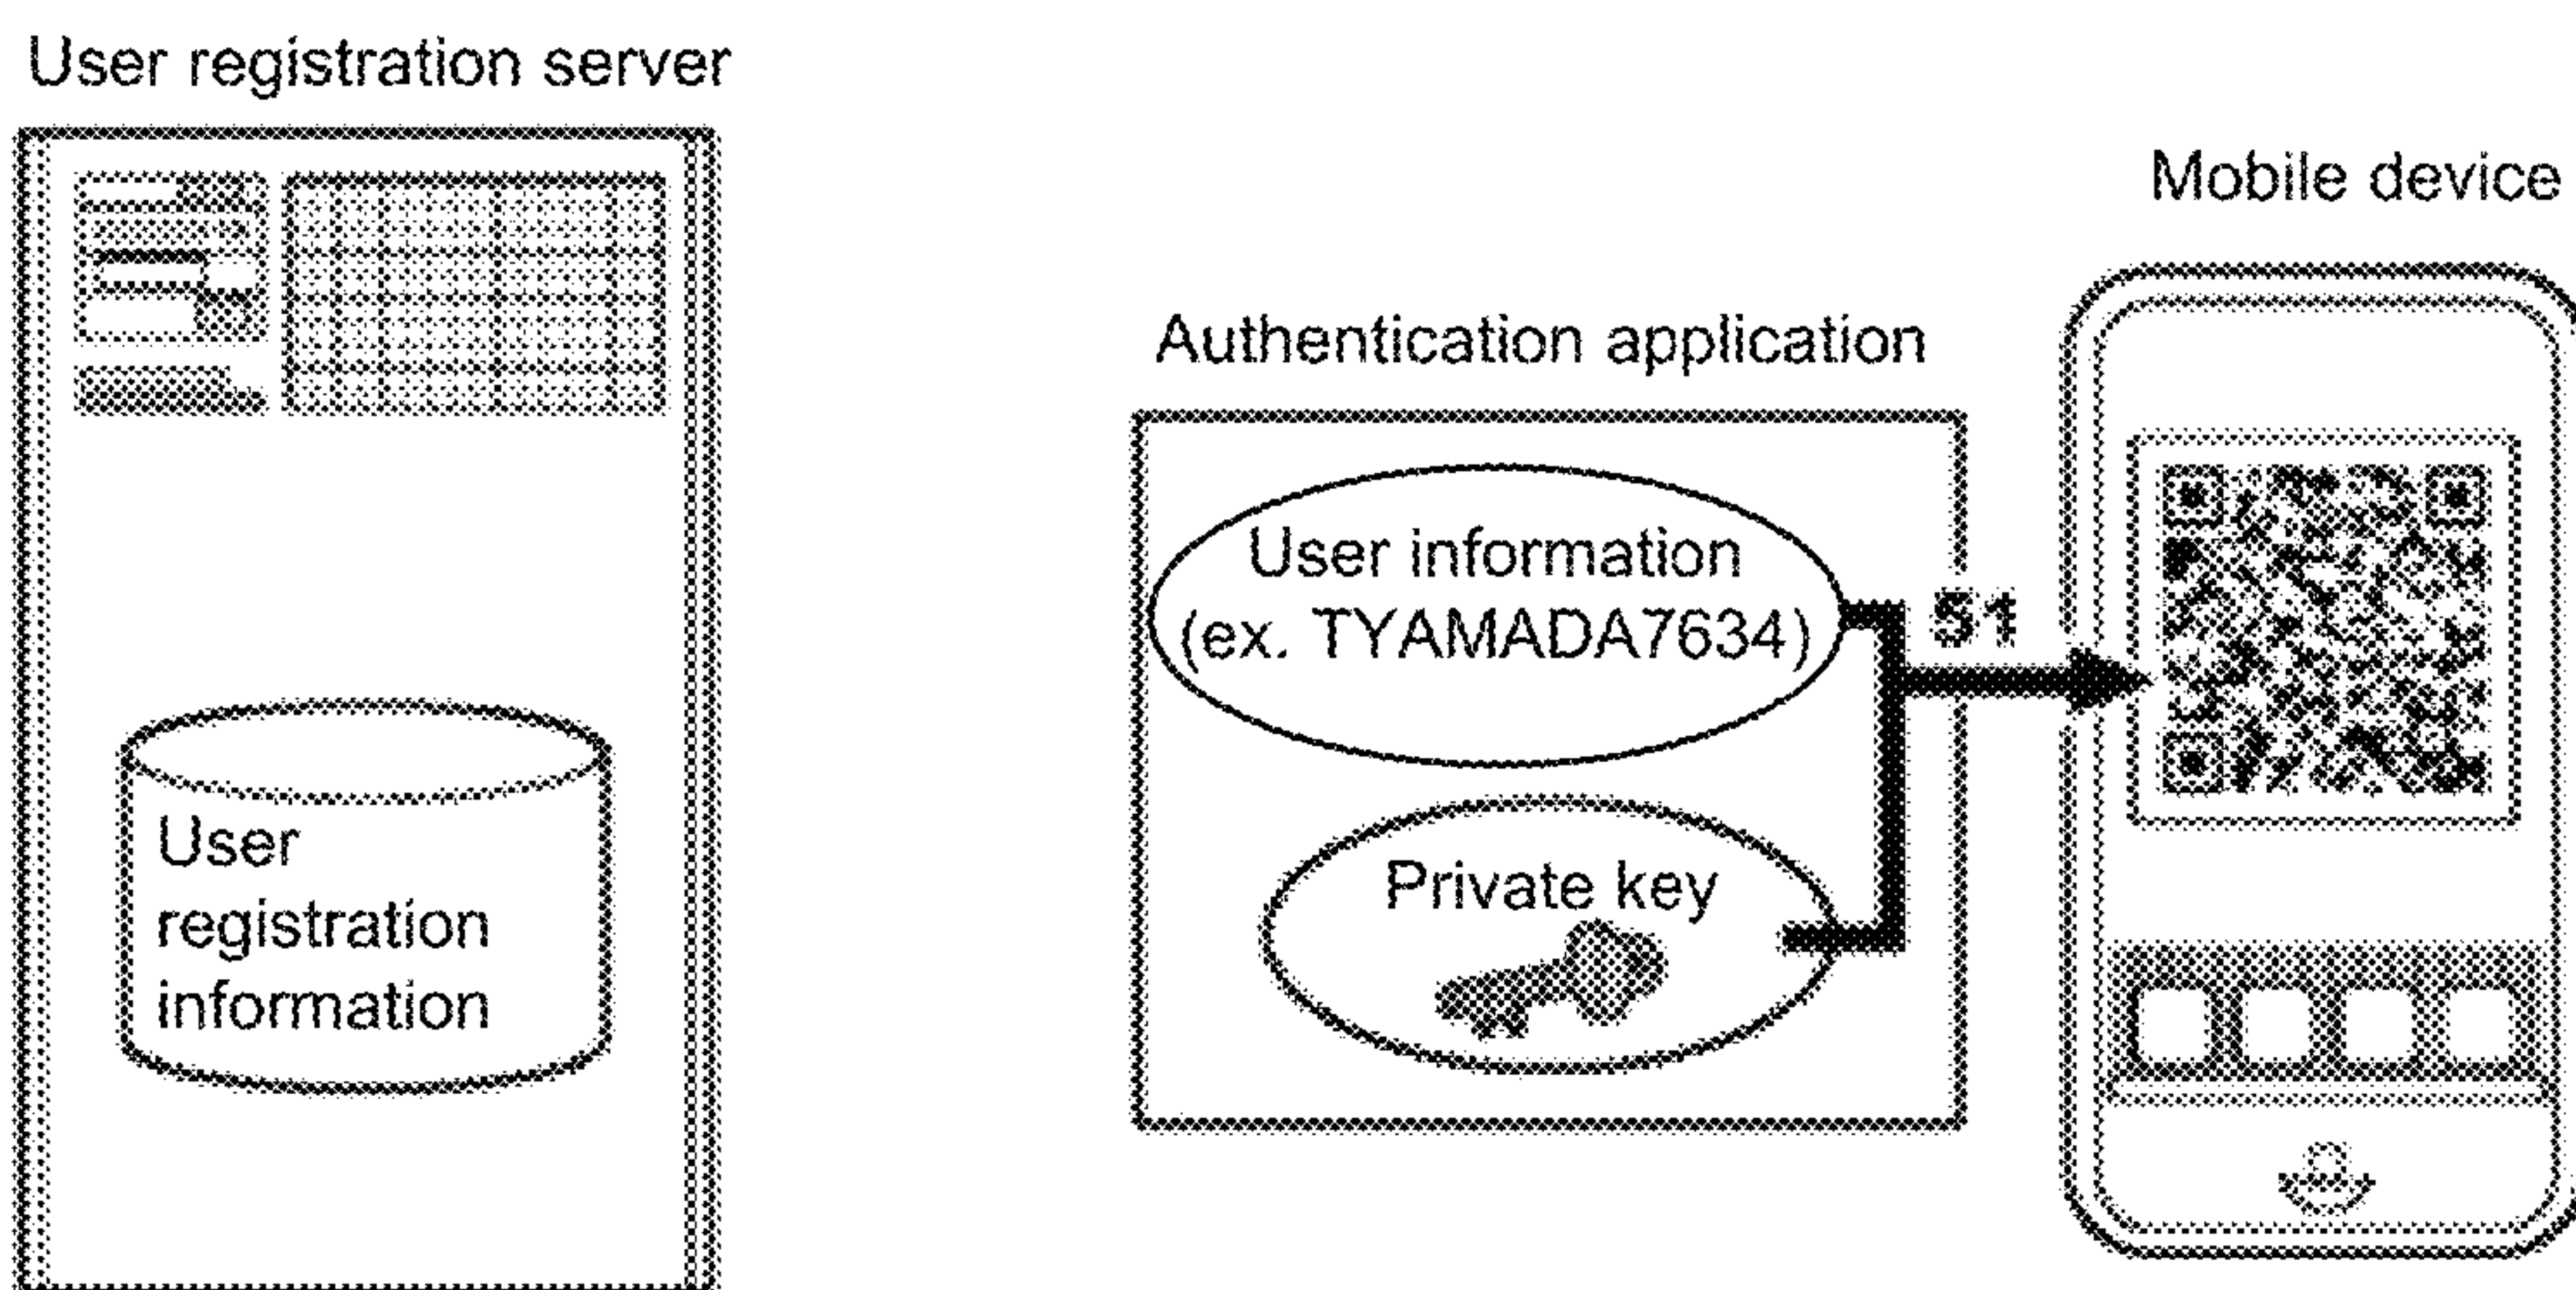 User registration server
User
registration
information
Authentication application
User information
(ex. TYAMADA7634)
S1
Private key
Mobile device